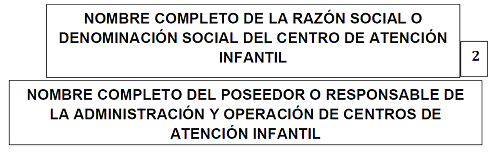 NOMBRE COMPLETO DE LA RAZÓN SOCIAL O
DENOMINACIÓN SOCIAL DEL CENTRO DE ATENCIÓN
INFANTIL
2
NOMBRE COMPLETO DEL POSEEDOR O RESPONSABLE DE
LA ADMINISTRACIÓN Y OPERACIÓN DE CENTROS DE
ATENCIÓN INFANTIL